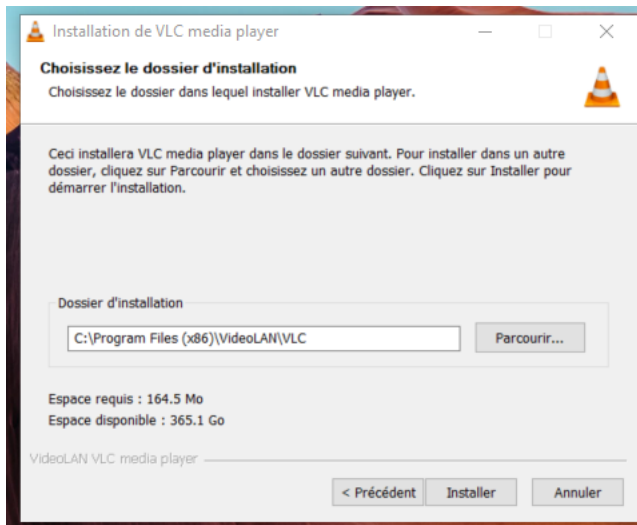 Installation de VLC media player
Choisissez le dossier d'installation
Choisissez le dossier dans lequel installer VLC media player.
Ceci installera VLC media player dans le dossier suivant. Pour installer dans un autre
dossier, cliquez sur Parcourir et choisissez un autre dossier. Cliquez sur Installer pour
démarrer l'installation.
Dossier d'installation
C:\Program Files (x86)\VideoLAN\VLC
Parcourir...
Espace requis : 164.5 Mo
Espace disponible : 365.1 Go
VideoLAN VLC media player
< Précédent
Installer
Annuler